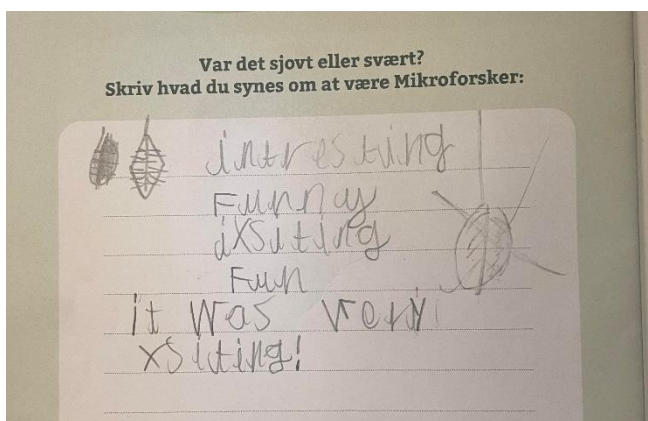 Var det sjovt eller svært?
Skriv hvad du synes om at være Mikroforsker:
intresting
Funny
ixsiting
Fun
it was very
xsiting!